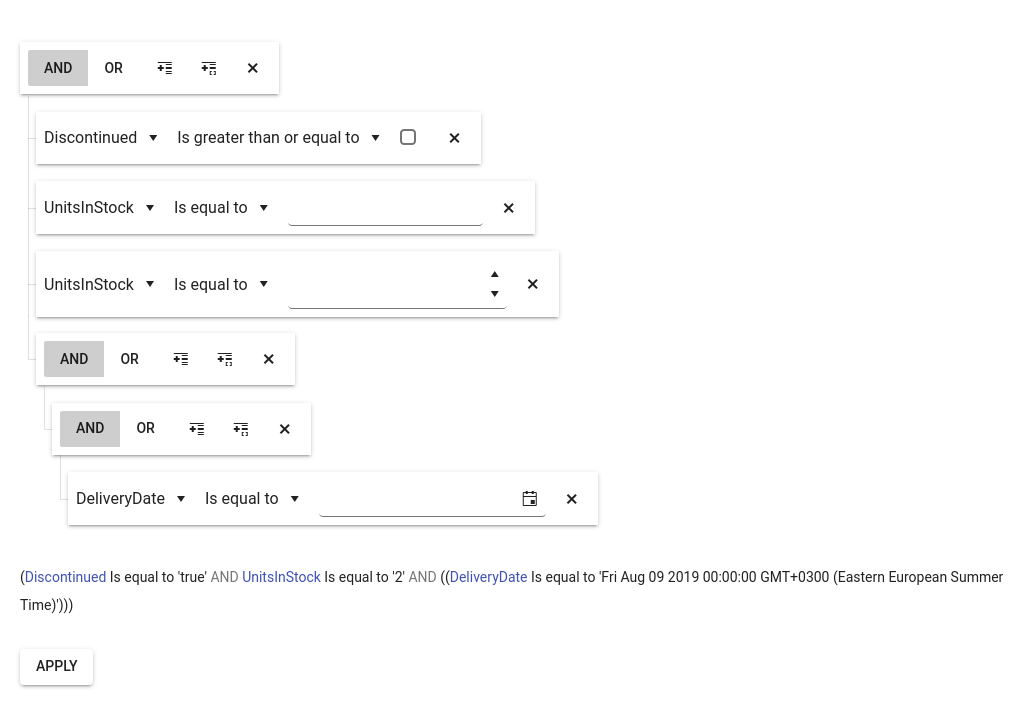 AND OR
Discontinued Is greater than or equal to
UnitsInStock Is equal to
UnitsInStock Is equal to
AND OR
AND OR
DeliveryDate Is equal to
(Discontinued Is equal to 'true' AND UnitsInStock Is equal to '2' AND ((DeliveryDate Is equal to 'Fri Aug 09 2019 00:00:00 GMT+0300 (Eastern European Summer
Time)')))
APPLY